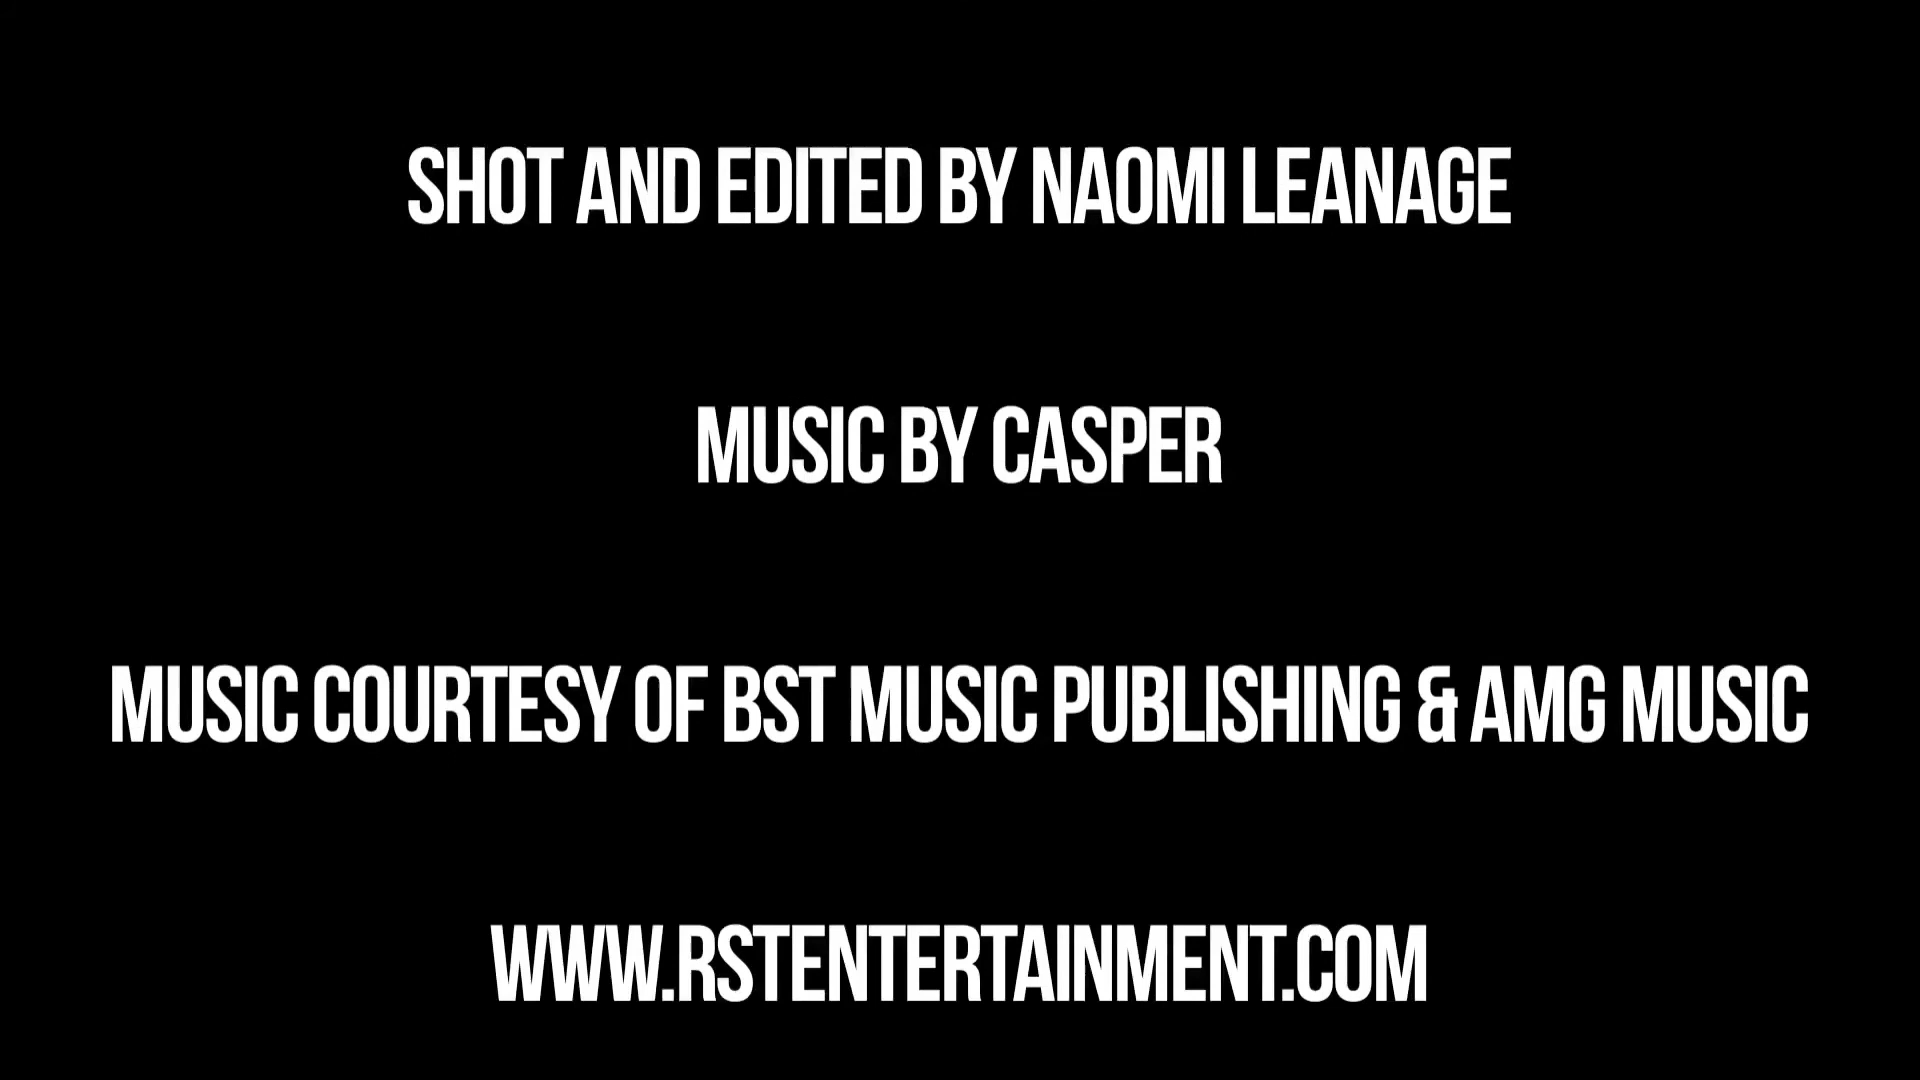 SHOT AND EDITED BY NAOMI LEANAGE
MUSIC BY CASPER
MUSIC COURTESY OF BST MUSIC PUBLISHING & AMG MUSIC
WWW.RSTENTERTAINMENT.COM